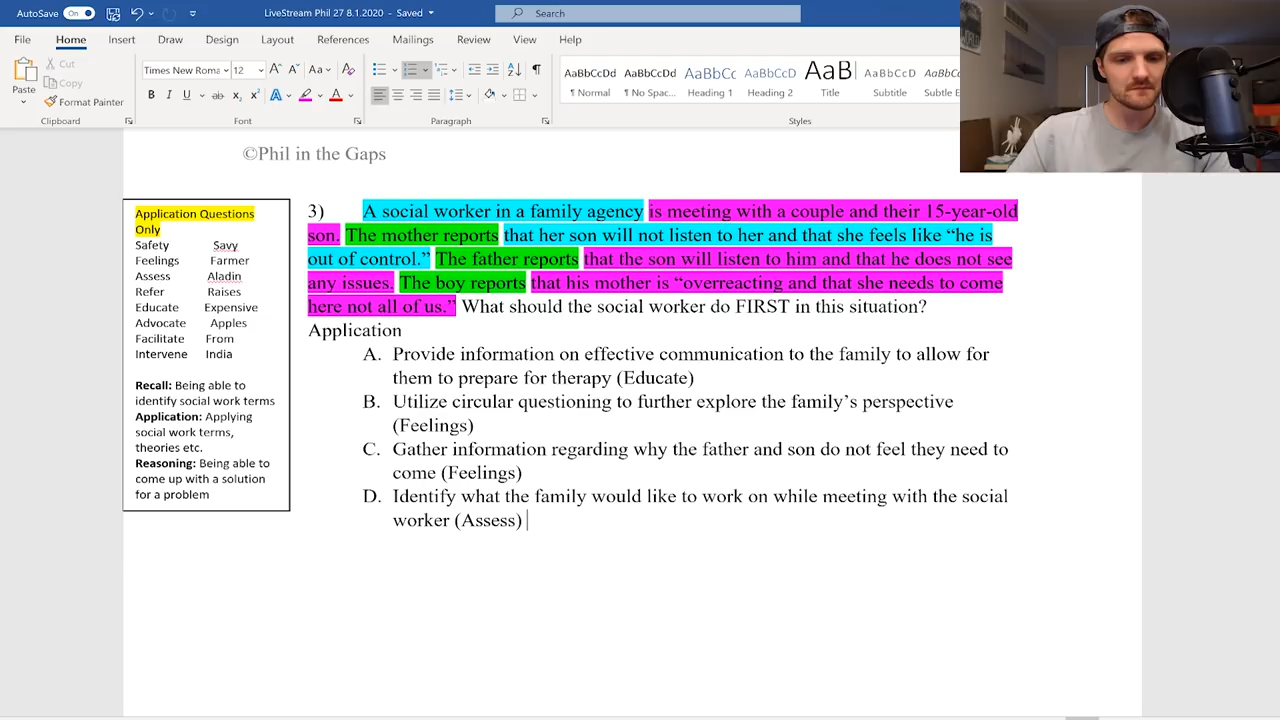 AutoSave On LiveStream Phil 27 8.1.2020 - Saved Search
File Home Insert Draw Design Layout References Mailings Review View Help
Paste Cut Copy Format Painter
Times New Roma 12 Aa
B I U ab x₂ x² A A
AaBbCcDd AaBbCcDd AaBbCc AaBbCcD AaB AaBbCcD AaBbCc
¶ Normal ¶ No Spac... Heading 1 Heading 2 Title Subtitle Subtle E
Clipboard Font Paragraph Styles
©Phil in the Gaps
Application Questions
Only
Safety Savy
Feelings Farmer
Assess Aladin
Refer Raises
Educate Expensive
Advocate Apples
Facilitate From
Intervene India
Recall: Being able to
identify social work terms
Application: Applying
social work terms,
theories etc.
Reasoning: Being able to
come up with a solution
for a problem
3) A social worker in a family agency is meeting with a couple and their 15-year-old
son. The mother reports that her son will not listen to her and that she feels like “he is
out of control.” The father reports that the son will listen to him and that he does not see
any issues. The boy reports that his mother is “overreacting and that she needs to come
here not all of us.” What should the social worker do FIRST in this situation?
Application
A. Provide information on effective communication to the family to allow for
them to prepare for therapy (Educate)
B. Utilize circular questioning to further explore the family’s perspective
(Feelings)
C. Gather information regarding why the father and son do not feel they need to
come (Feelings)
D. Identify what the family would like to work on while meeting with the social
worker (Assess)